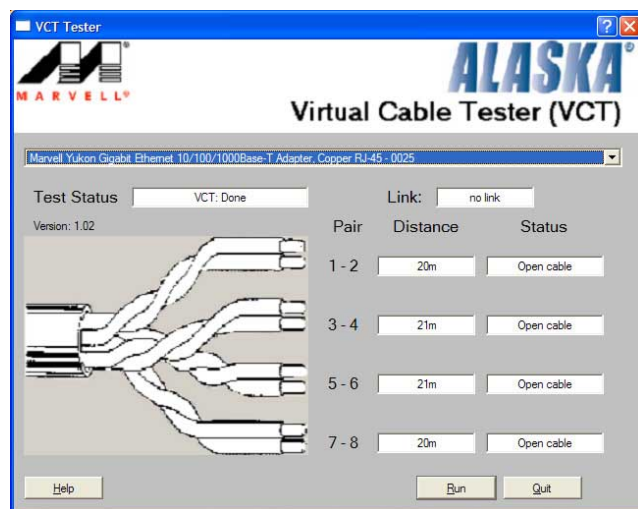 VCT Tester
MARVELL®
ALASKA®
Virtual Cable Tester (VCT)
Marvell Yukon Gigabit Ethernet 10/100/1000Base-T Adapter, Copper RJ-45 - 0025
Test Status VCT: Done Link: no link
Version: 1.02
Pair Distance Status
1 - 2 20m Open cable
3 - 4 21m Open cable
5 - 6 21m Open cable
7 - 8 20m Open cable
Help Run Quit